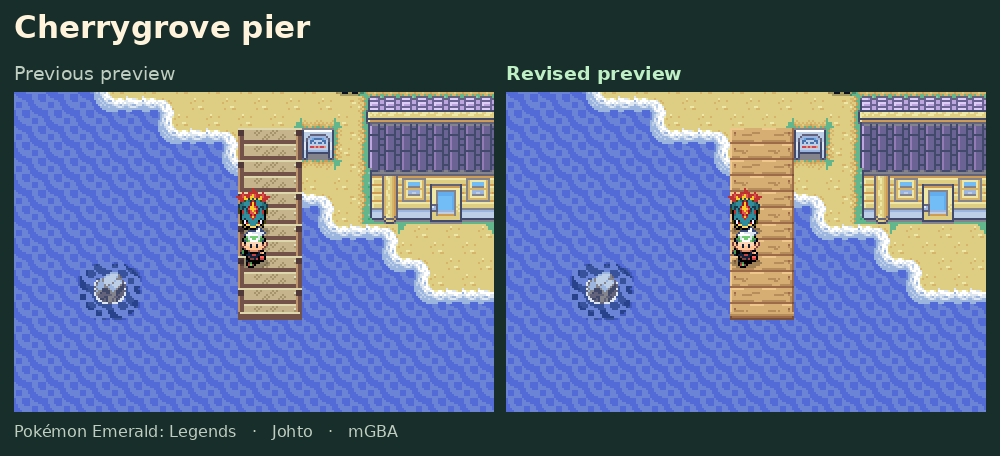 Cherrygrove pier
Previous preview
Revised preview
Pokémon Emerald: Legends · Johto · mGBA